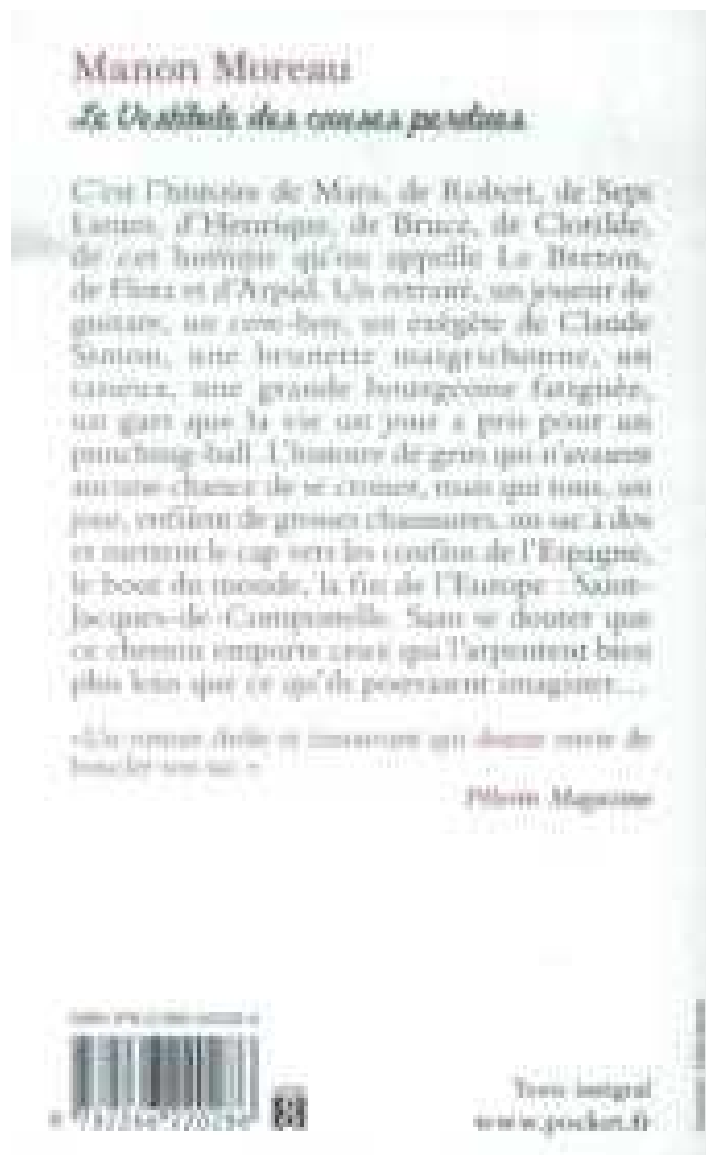 Manon Moreau
Le Vestibule des causes perdues
C'est l'histoire de Mara, de Robert, de Sept
Lieues, d'Henrique, de Bruce, de Clotilde,
de cet homme qu'on appelle Le Breton,
de Flora et d'Arpad. Un retraité, un joueur de
guitare, un cow-boy, un exégète de Claude
Simon, une brunette maigrichonne, un
taiseux, une grande bourgeoise fatiguée,
un gars que la vie un jour a pris pour un
punching-ball. L'histoire de gens qui n'avaient
aucune chance de se croiser, mais qui tous, un
jour, enfilent de grosses chaussures, un sac à dos
et mettent le cap vers les confins de l'Espagne,
le bout du monde, la fin de l'Europe : Saint-
Jacques-de-Compostelle. Sans se douter que
ce chemin emporte ceux qui l'arpentent bien
plus loin que ce qu'ils pouvaient imaginer...
«Un roman drôle et émouvant qui donne envie de
boucler son sac.»
Pèlerin Magazine
Texte intégral
www.pocket.fr